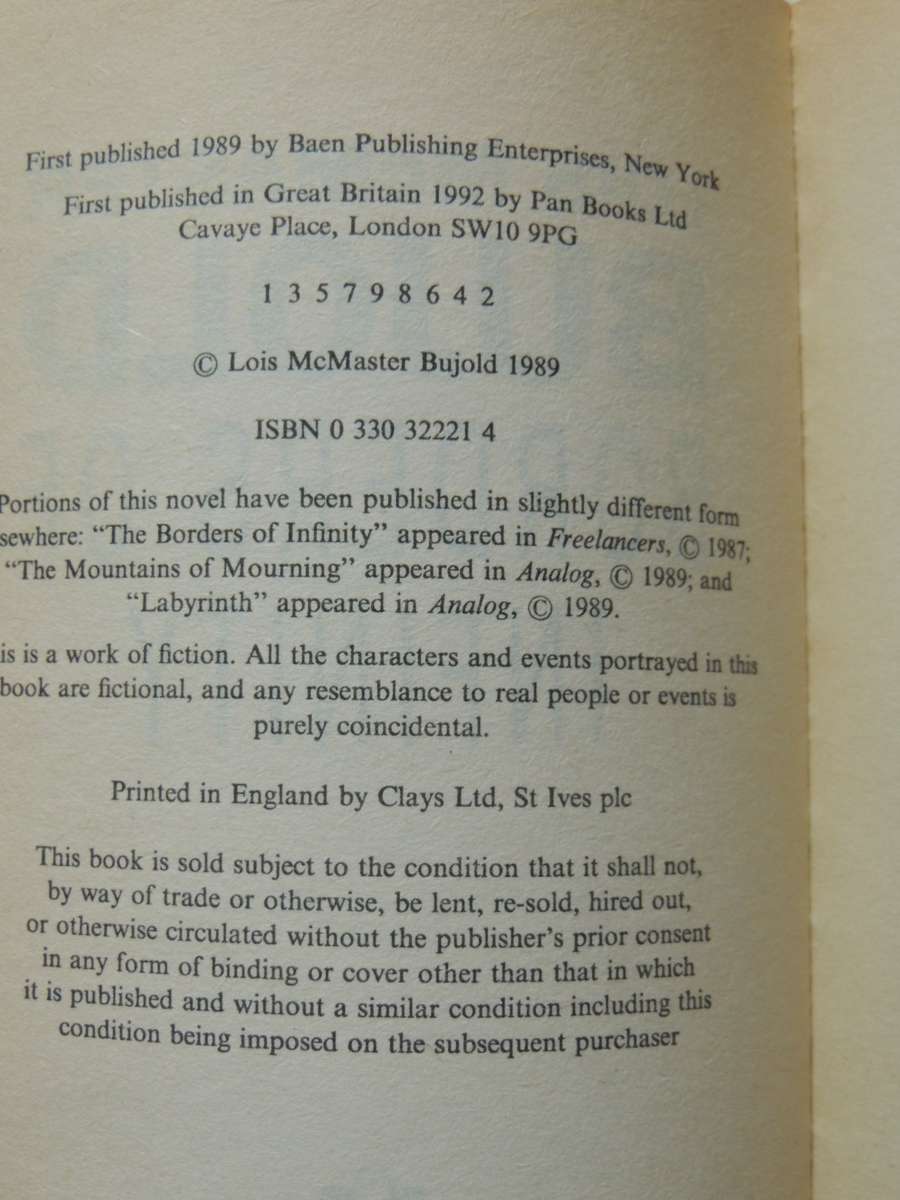 First published 1989 by Baen Publishing Enterprises, New York
First published in Great Britain 1992 by Pan Books Ltd
Cavaye Place, London SW10 9PG
1 3 5 7 9 8 6 4 2
© Lois McMaster Bujold 1989
ISBN 0 330 32221 4
Portions of this novel have been published in slightly different form
sewhere: “The Borders of Infinity” appeared in Freelancers, © 1987;
“The Mountains of Mourning” appeared in Analog, © 1989; and
“Labyrinth” appeared in Analog, © 1989.
is is a work of fiction. All the characters and events portrayed in this
book are fictional, and any resemblance to real people or events is
purely coincidental.
Printed in England by Clays Ltd, St Ives plc
This book is sold subject to the condition that it shall not,
by way of trade or otherwise, be lent, re-sold, hired out,
or otherwise circulated without the publisher’s prior consent
in any form of binding or cover other than that in which
it is published and without a similar condition including this
condition being imposed on the subsequent purchaser